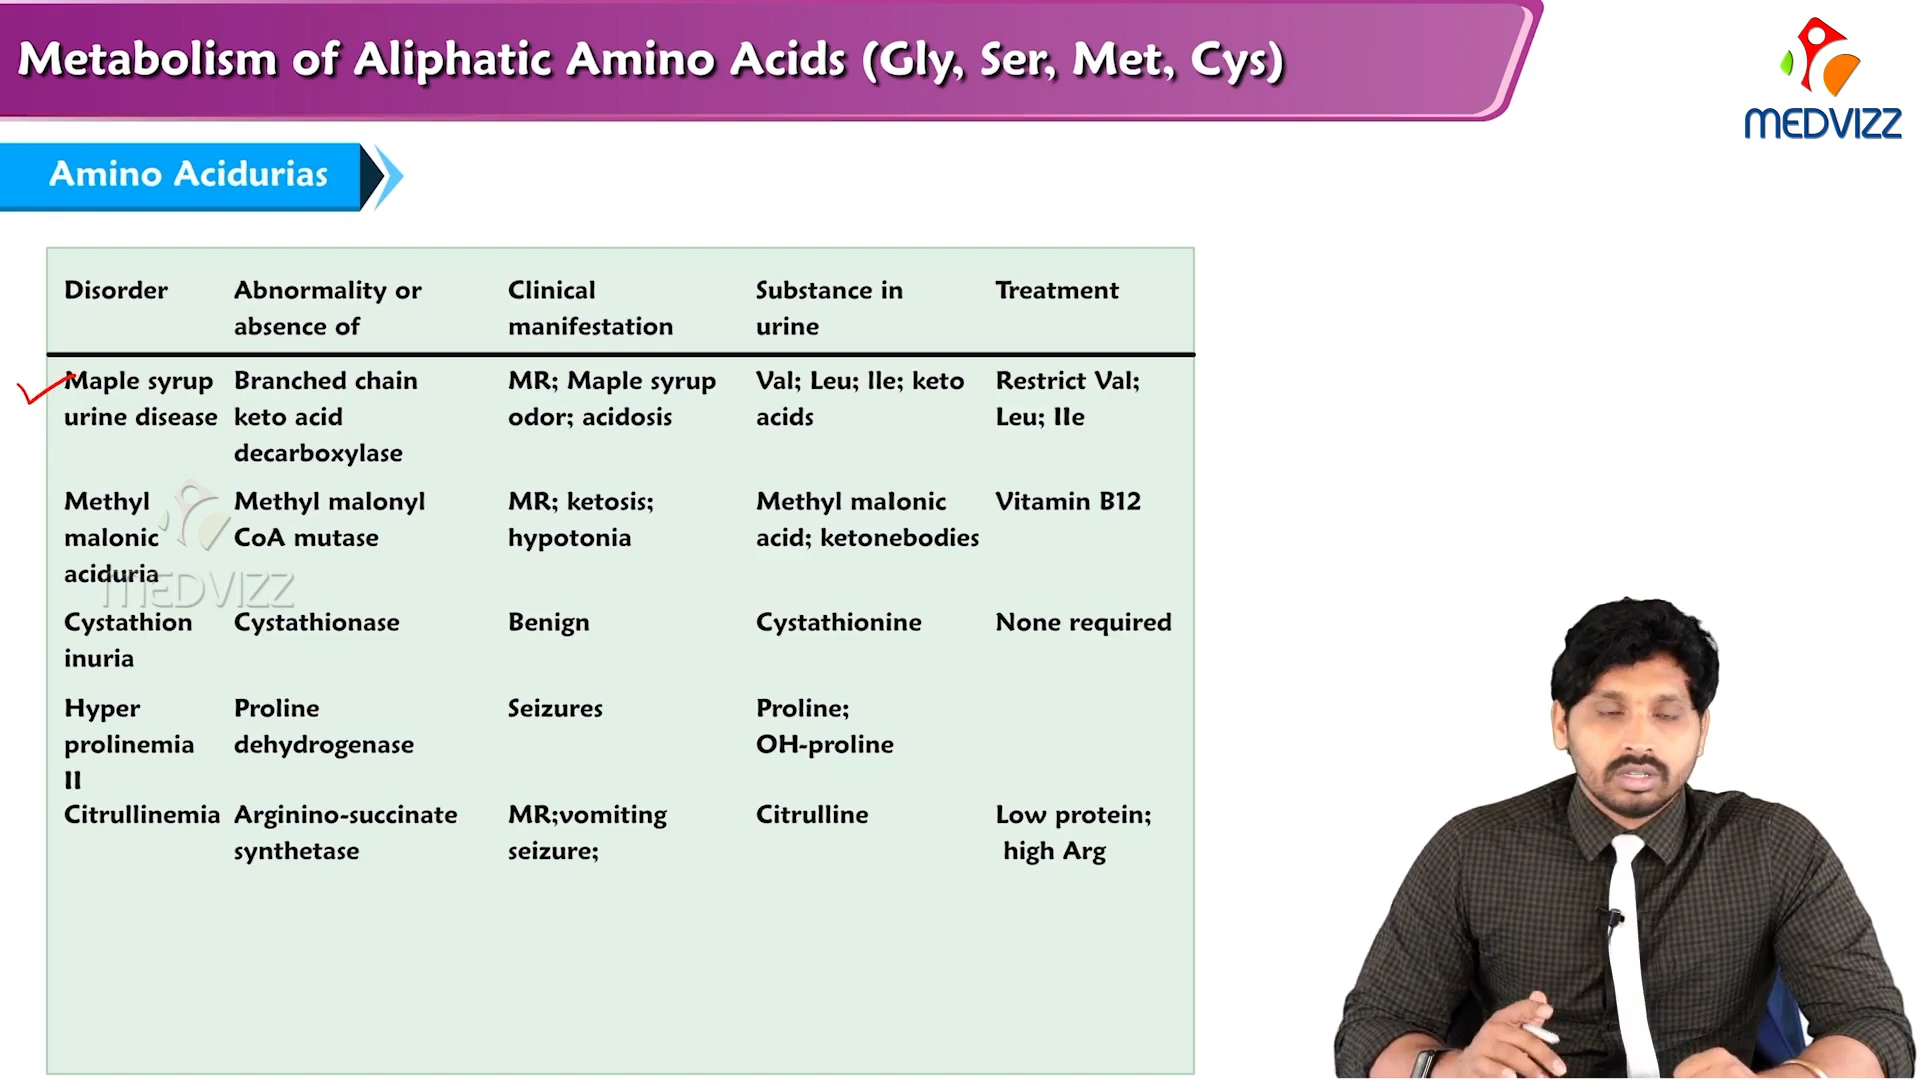 Metabolism of Aliphatic Amino Acids (Gly, Ser, Met, Cys)
MEDVIZZ
Amino Acidurias
Disorder Abnormality or absence of Clinical manifestation Substance in urine Treatment
Maple syrup urine disease Branched chain keto acid decarboxylase MR; Maple syrup odor; acidosis Val; Leu; Ile; keto acids Restrict Val; Leu; IIe
Methyl malonic aciduria Methyl malonyl CoA mutase MR; ketosis; hypotonia Methyl malonic acid; ketonebodies Vitamin B12
MEDVIZZ
Cystathion inuria Cystathionase Benign Cystathionine None required
Hyper prolinemia II Proline dehydrogenase Seizures Proline; OH-proline
Citrullinemia Arginino-succinate synthetase MR;vomiting seizure; Citrulline Low protein; high Arg